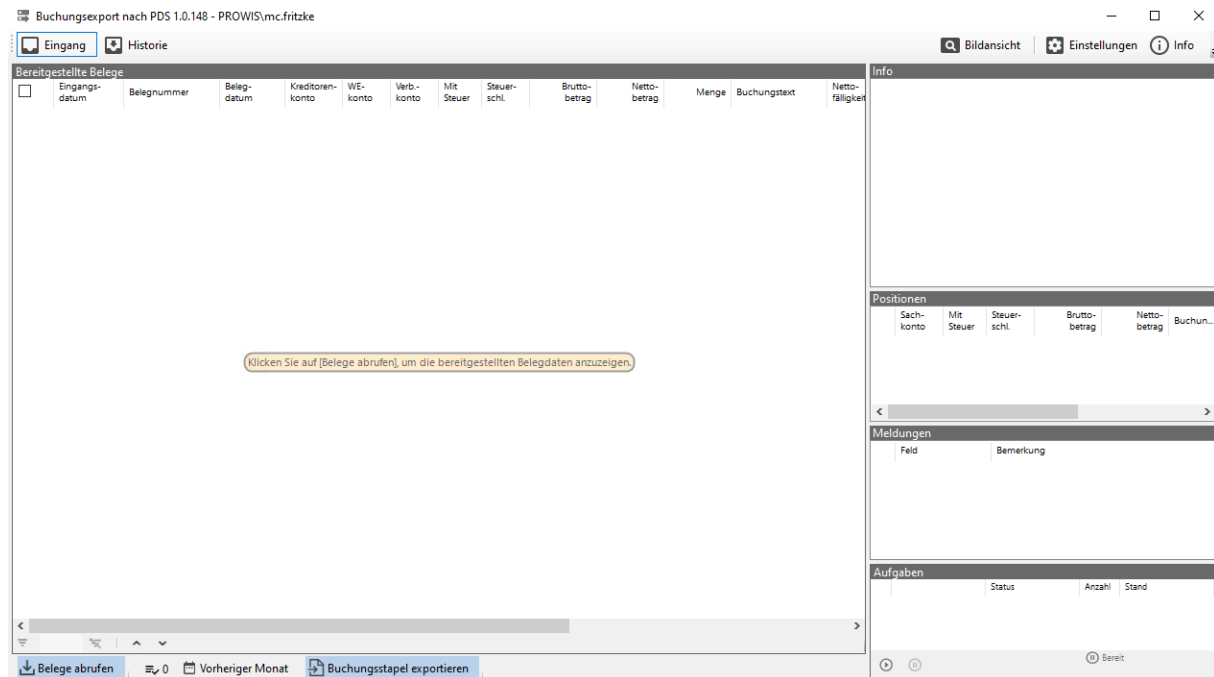 Buchungsexport nach PDS 1.0.148 - PROWIS\mc.fritzke
Eingang Historie Bildansicht Einstellungen Info
Bereitgestellte Belege
Eingangs-datum Belegnummer Beleg-datum Kreditoren-konto WE-konto Verb.-konto Mit Steuer Steuer-schl. Brutto-betrag Netto-betrag Menge Buchungstext Netto-fälligkeit
Klicken Sie auf [Belege abrufen], um die bereitgestellten Belegdaten anzuzeigen.
Info
Positionen
Sach-konto Mit Steuer Steuer-schl. Brutto-betrag Netto-betrag Buchun...
Meldungen
Feld Bemerkung
Aufgaben
Status Anzahl Stand
Bereit
Belege abrufen 0 Vorheriger Monat Buchungsstapel exportieren